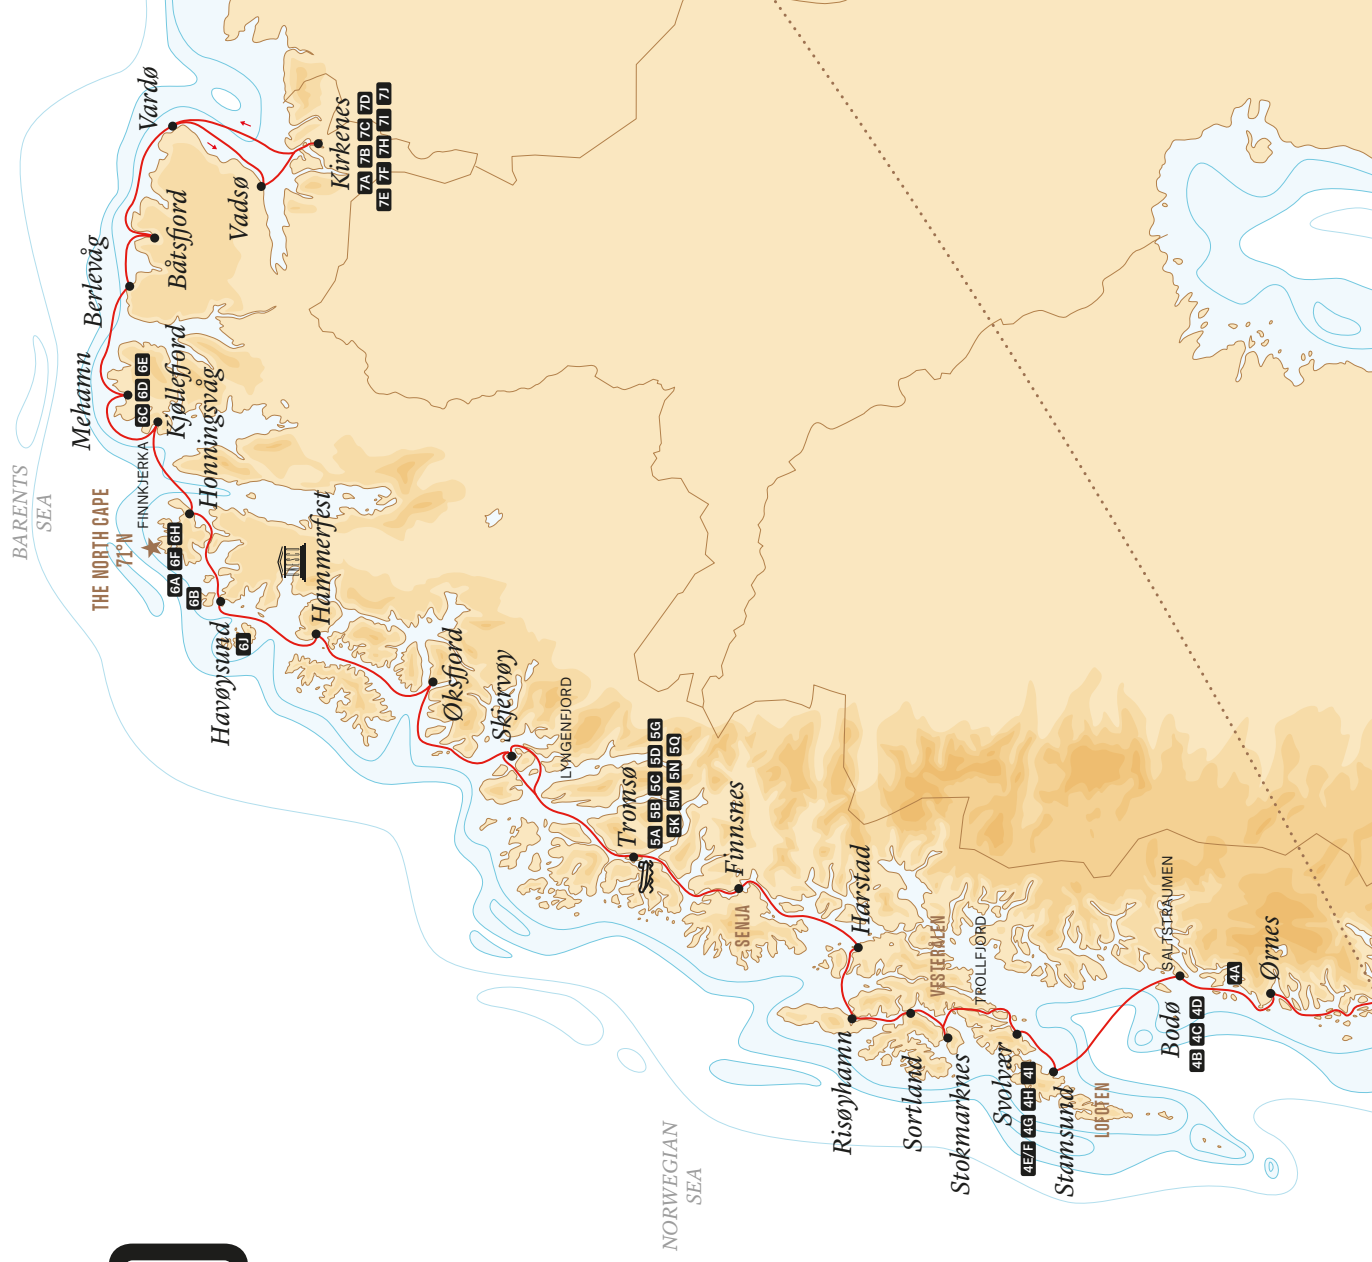 BARENTS
SEA
THE NORTH CAPE
71°N
FINNKJERKA
Vardø
Vadsø
Kirkenes
7A 7B 7C 7D
7E 7F 7H 7I 7J
Båtsfjord
Berlevåg
Mehamn
6C 6D 6E
Kjøllefjord
Honningsvåg
6A 6F 6H
6B
Havøysund
6J
Hammerfest
Øksfjord
Skjervøy
LYNGENFJORD
Tromsø
5A 5B 5C 5D 5G
5K 5M 5N 5Q
Finnsnes
SENJA
Harstad
VESTERÅLEN
TROLLFJORD
Risøyhamn
Sortland
Stokmarknes
Svolvær
4E/F 4G 4H 4I
Stamsund
LOFOTEN
NORWEGIAN
SEA
SALTSTRAUMEN
Bodø
4B 4C 4D
4A
Ørnes